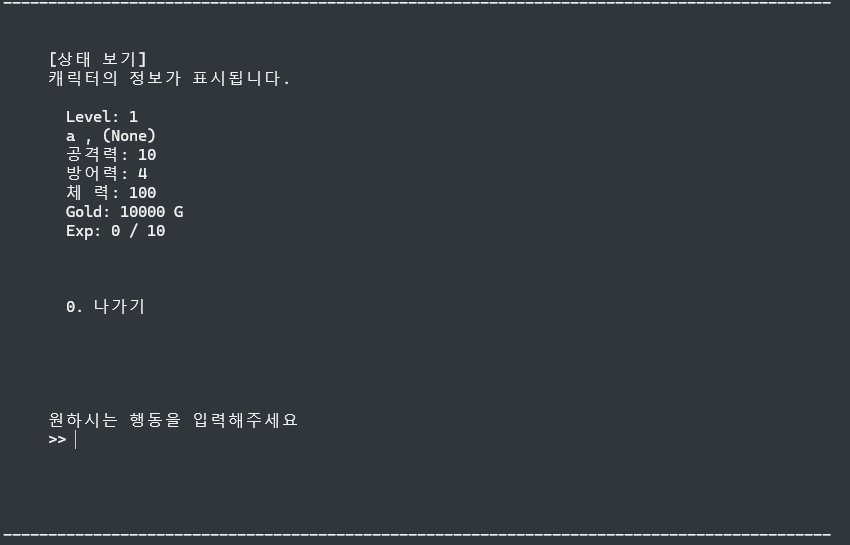 [상태 보기]
캐릭터의 정보가 표시됩니다.
Level: 1
a , (None)
공격력: 10
방어력: 4
체 력: 100
Gold: 10000 G
Exp: 0 / 10
0. 나가기
원하시는 행동을 입력해주세요
>>